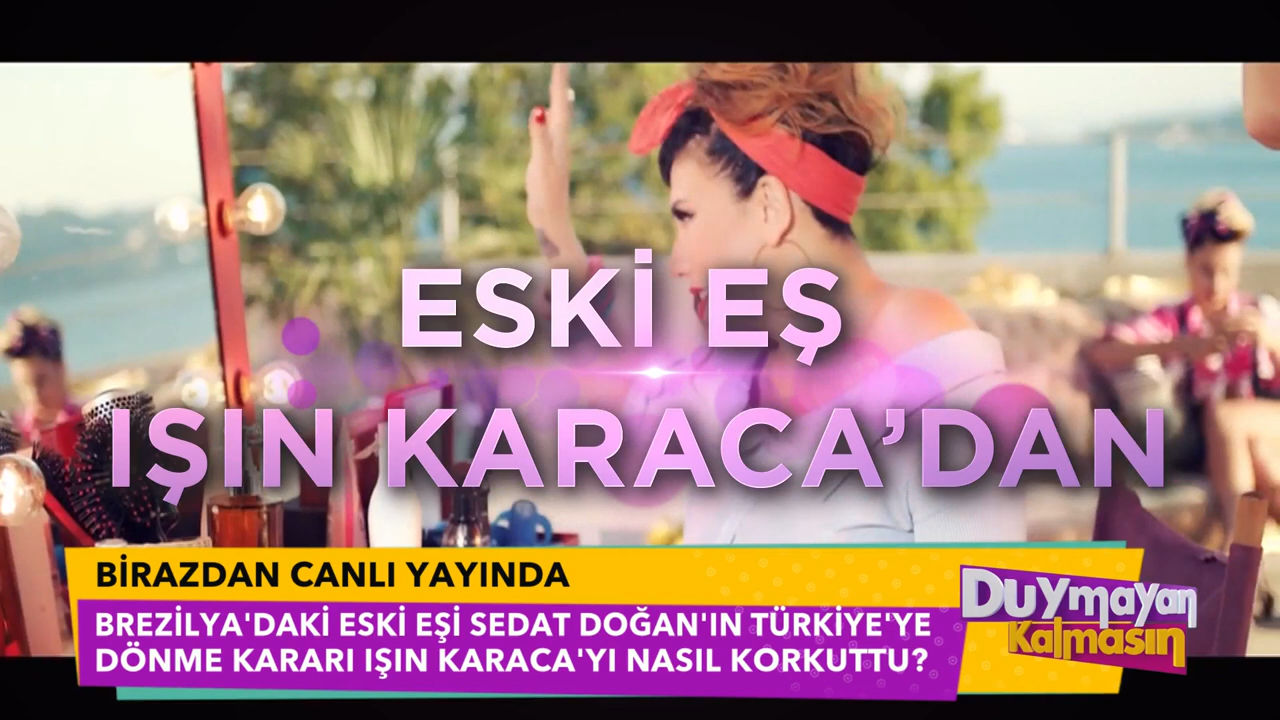 ESKİ EŞ
IŞIN KARACA'DAN
BİRAZDAN CANLI YAYINDA
BREZİLYA'DAKİ ESKİ EŞİ SEDAT DOĞAN'IN TÜRKİYE'YE
DÖNME KARARI IŞIN KARACA'YI NASIL KORKUTTU?
Duymayan
Kalmasın